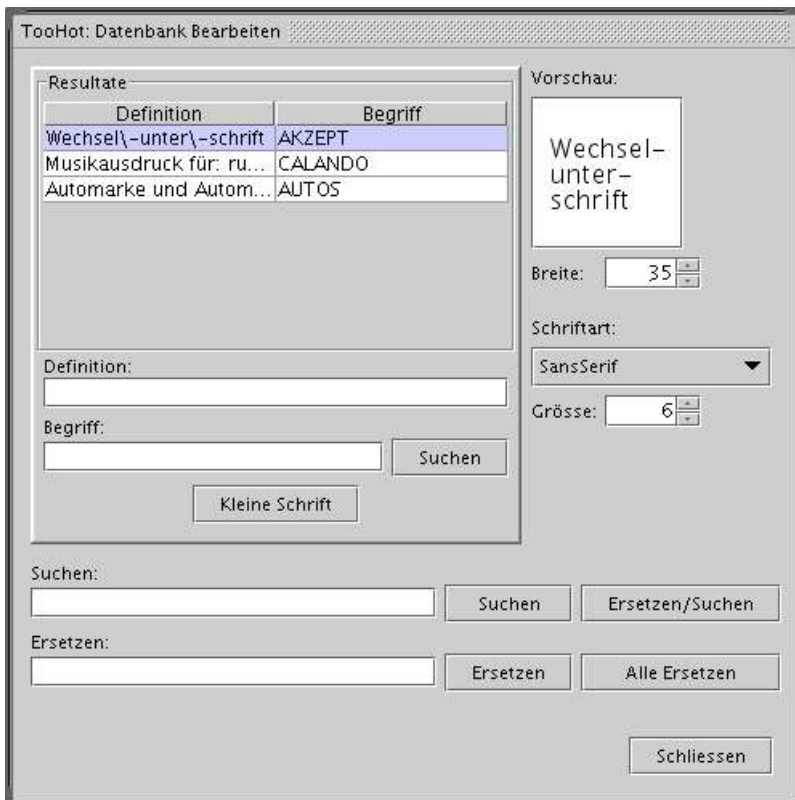 TooHot: Datenbank Bearbeiten
Resultate
Definition Begriff
Wechsel\-unter\-schrift AKZEPT
Musikausdruck für: ru... CALANDO
Automarke und Autom... AUTOS
Definition:
Begriff:
Suchen
Kleine Schrift
Vorschau:
Wechsel-
unter-
schrift
Breite: 35
Schriftart:
SansSerif
Grösse: 6
Suchen:
Suchen Ersetzen/Suchen
Ersetzen:
Ersetzen Alle Ersetzen
Schliessen